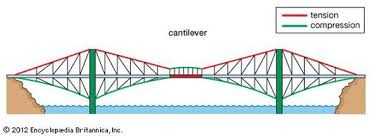 cantilever
tension
compression
© 2012 Encyclopædia Britannica, Inc.